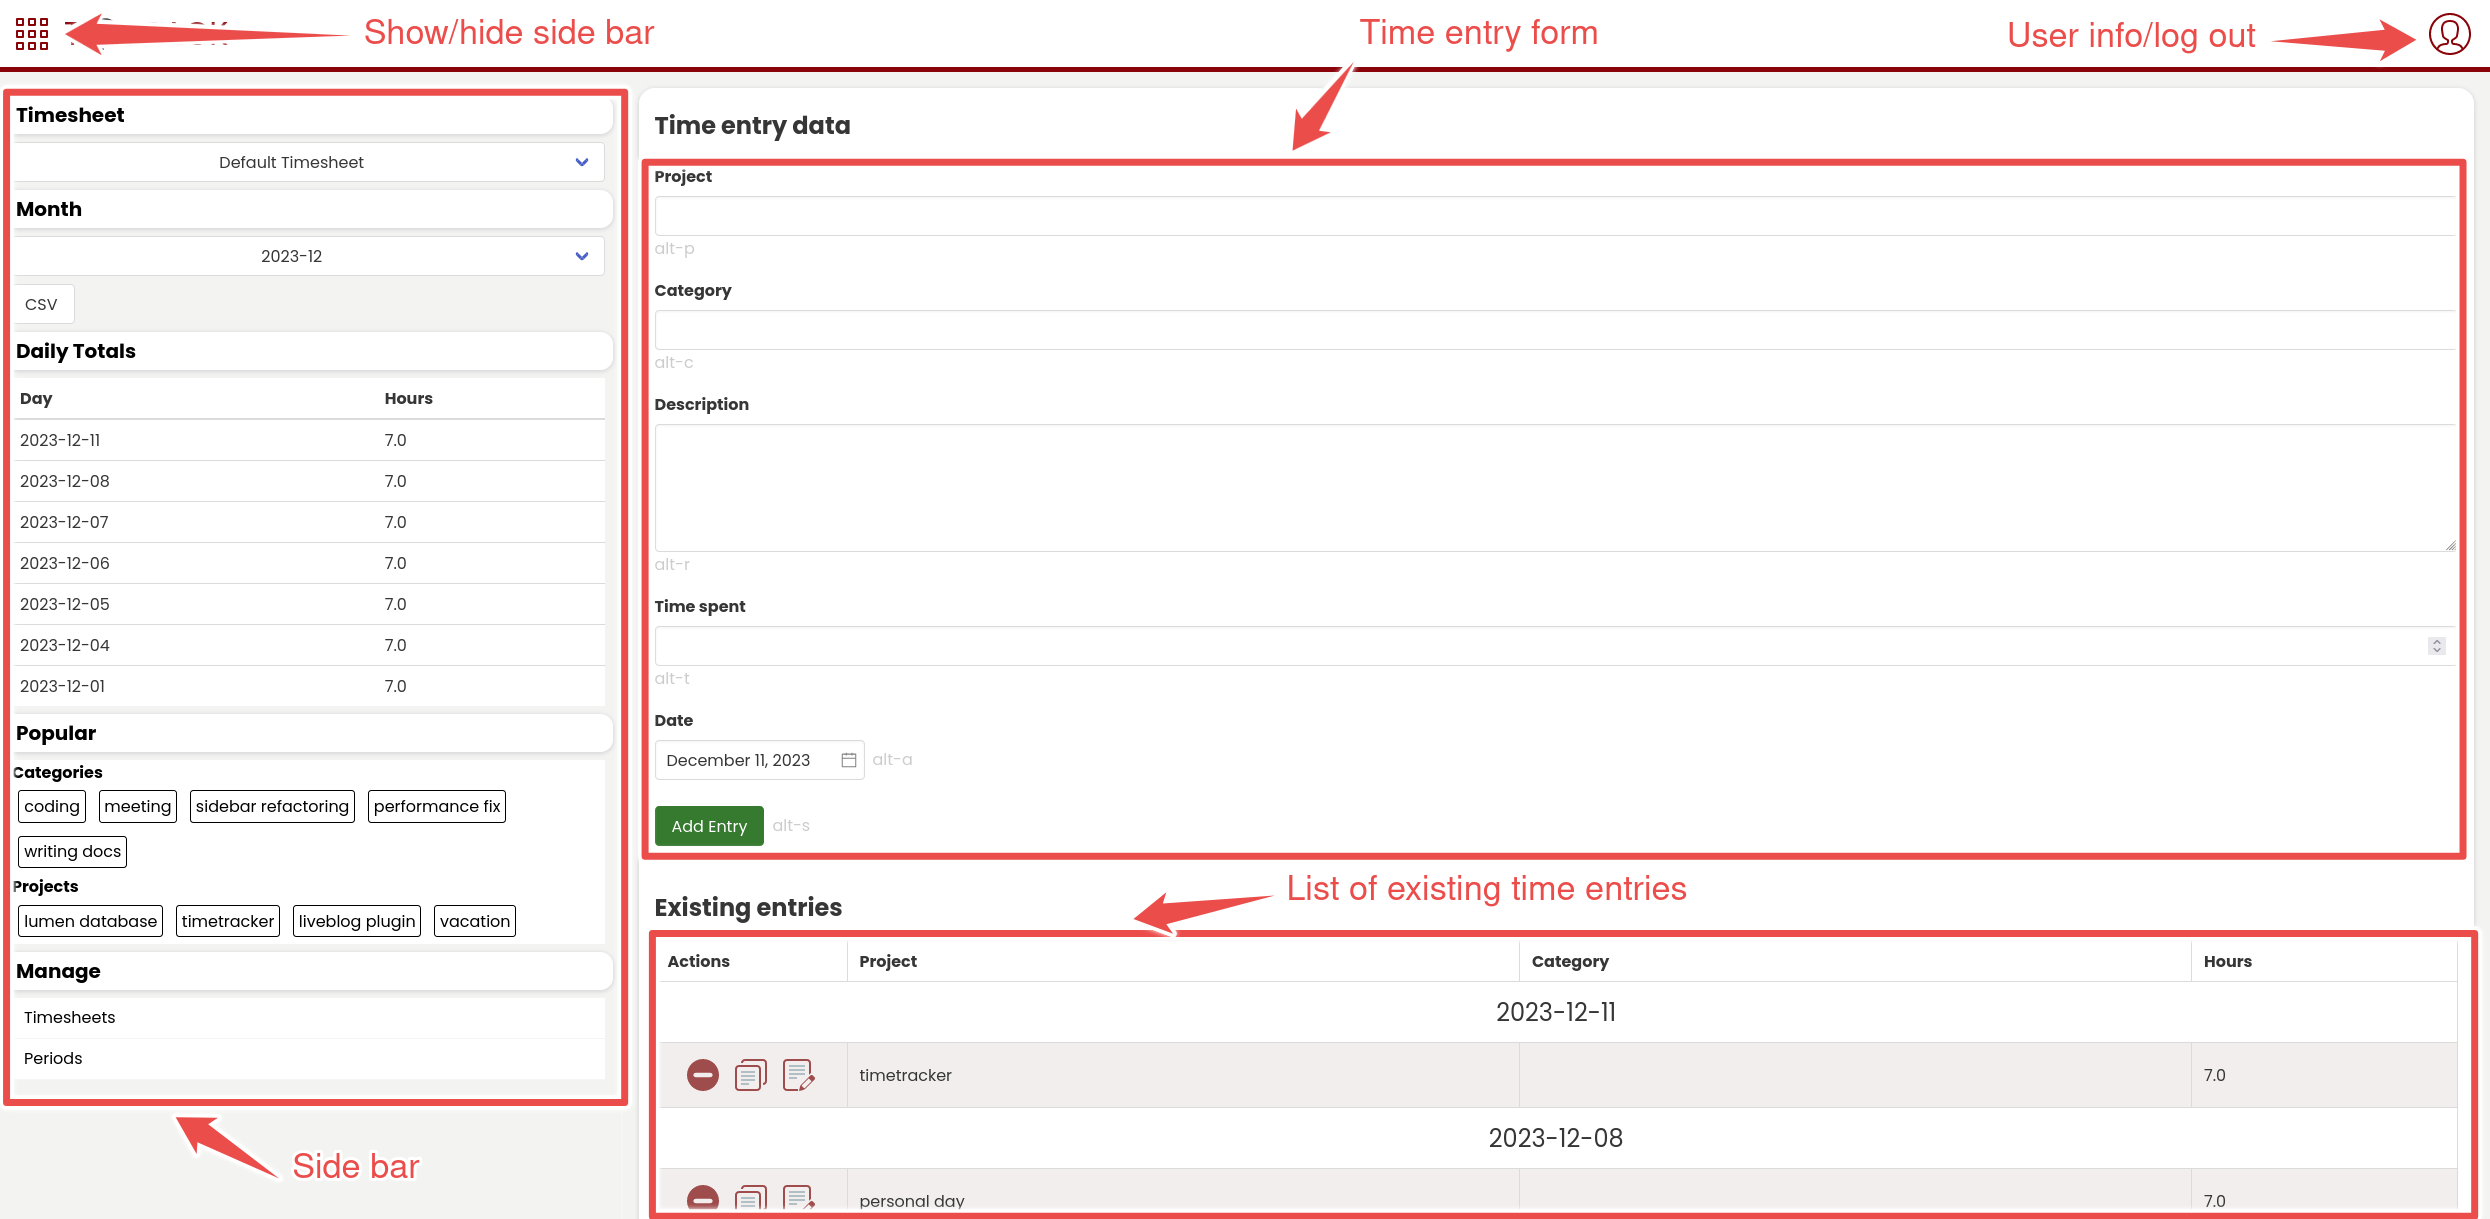 Show/hide side bar
Time entry form
User info/log out
Timesheet
Default Timesheet
Month
2023-12
CSV
Daily Totals
Day Hours
2023-12-11 7.0
2023-12-08 7.0
2023-12-07 7.0
2023-12-06 7.0
2023-12-05 7.0
2023-12-04 7.0
2023-12-01 7.0
Popular
Categories
coding meeting sidebar refactoring performance fix
writing docs
Projects
lumen database timetracker liveblog plugin vacation
Manage
Timesheets
Periods
Side bar
Time entry data
Project
alt-p
Category
alt-c
Description
alt-r
Time spent
alt-t
Date
December 11, 2023 alt-a
Add Entry alt-s
List of existing time entries
Existing entries
Actions Project Category Hours
2023-12-11
timetracker 7.0
2023-12-08
personal day 7.0